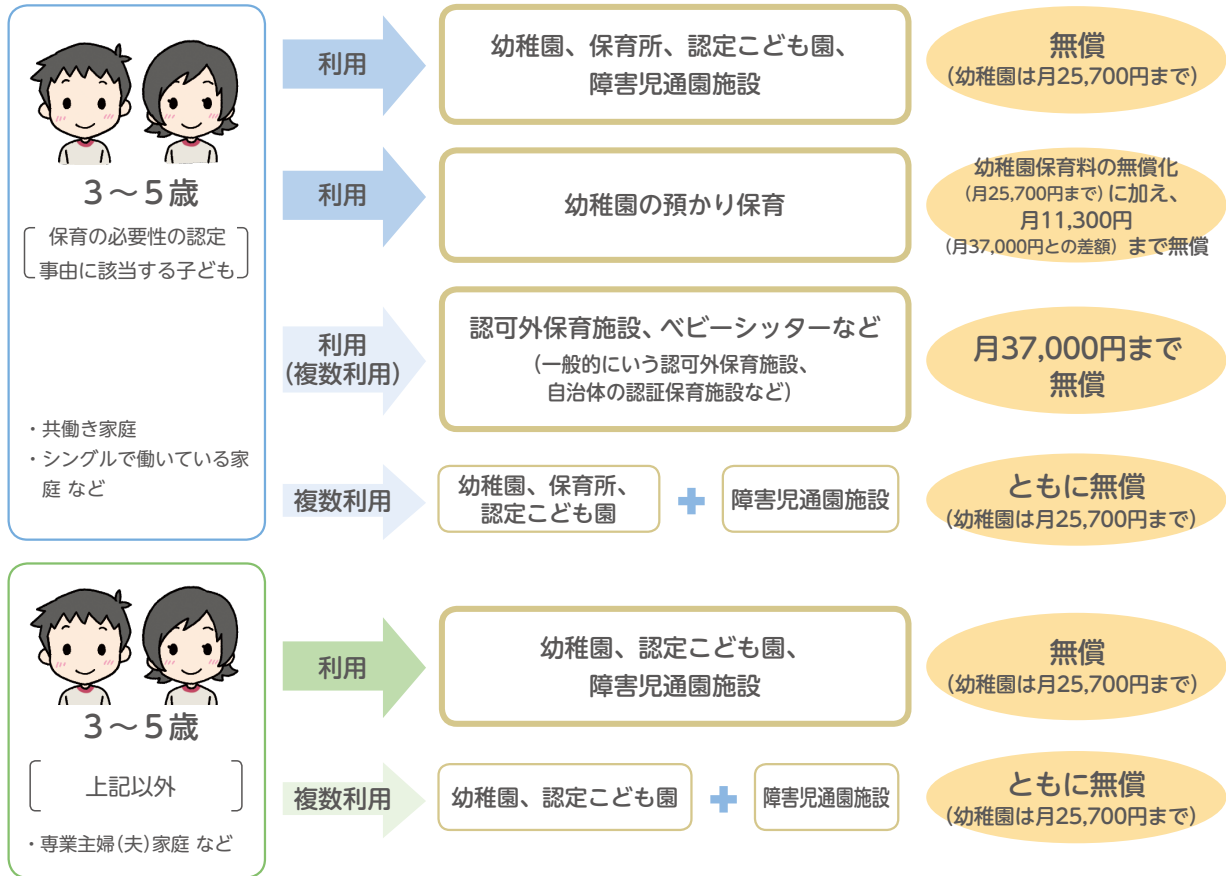 3～5歳
保育の必要性の認定
事由に該当する子ども
・共働き家庭
・シングルで働いている家
庭 など
利用
幼稚園、保育所、認定こども園、
障害児通園施設
無償
(幼稚園は月25,700円まで)
利用
幼稚園の預かり保育
幼稚園保育料の無償化
(月25,700円まで)に加え、
月11,300円
(月37,000円との差額) まで無償
利用
(複数利用)
認可外保育施設、ベビーシッターなど
(一般的にいう認可外保育施設、
自治体の認証保育施設など)
月37,000円まで
無償
複数利用
幼稚園、保育所、
認定こども園
+
障害児通園施設
ともに無償
(幼稚園は月25,700円まで)
3～5歳
上記以外
・専業主婦(夫)家庭 など
利用
幼稚園、認定こども園、
障害児通園施設
無償
(幼稚園は月25,700円まで)
複数利用
幼稚園、認定こども園
+
障害児通園施設
ともに無償
(幼稚園は月25,700円まで)